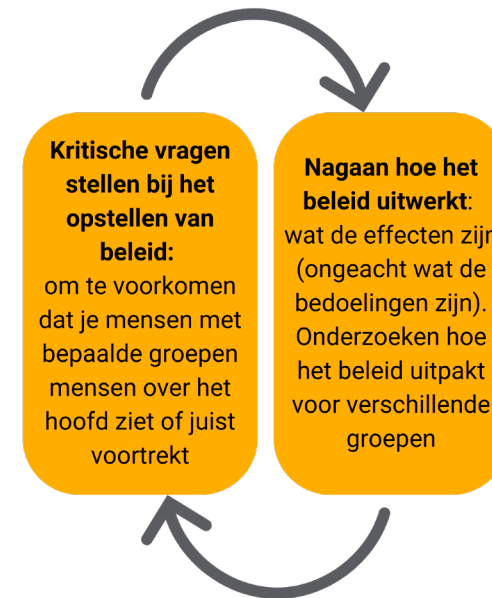 Kritische vragen
stellen bij het
opstellen van
beleid:
om te voorkomen
dat je mensen met
bepaalde groepen
mensen over het
hoofd ziet of juist
voortrekt
Nagaan hoe het
beleid uitwerkt:
wat de effecten zijn
(ongeacht wat de
bedoelingen zijn).
Onderzoeken hoe
het beleid uitpakt
voor verschillende
groepen